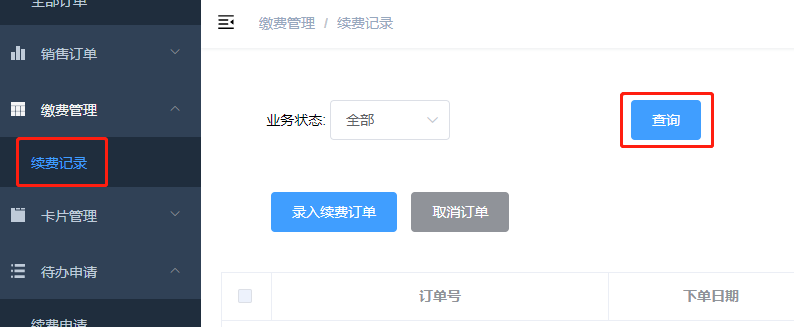 全部订单
缴费管理 / 续费记录
销售订单
缴费管理
业务状态: 全部
查询
续费记录
录入续费订单
取消订单
卡片管理
待办申请
订单号
下单日期
续费申请